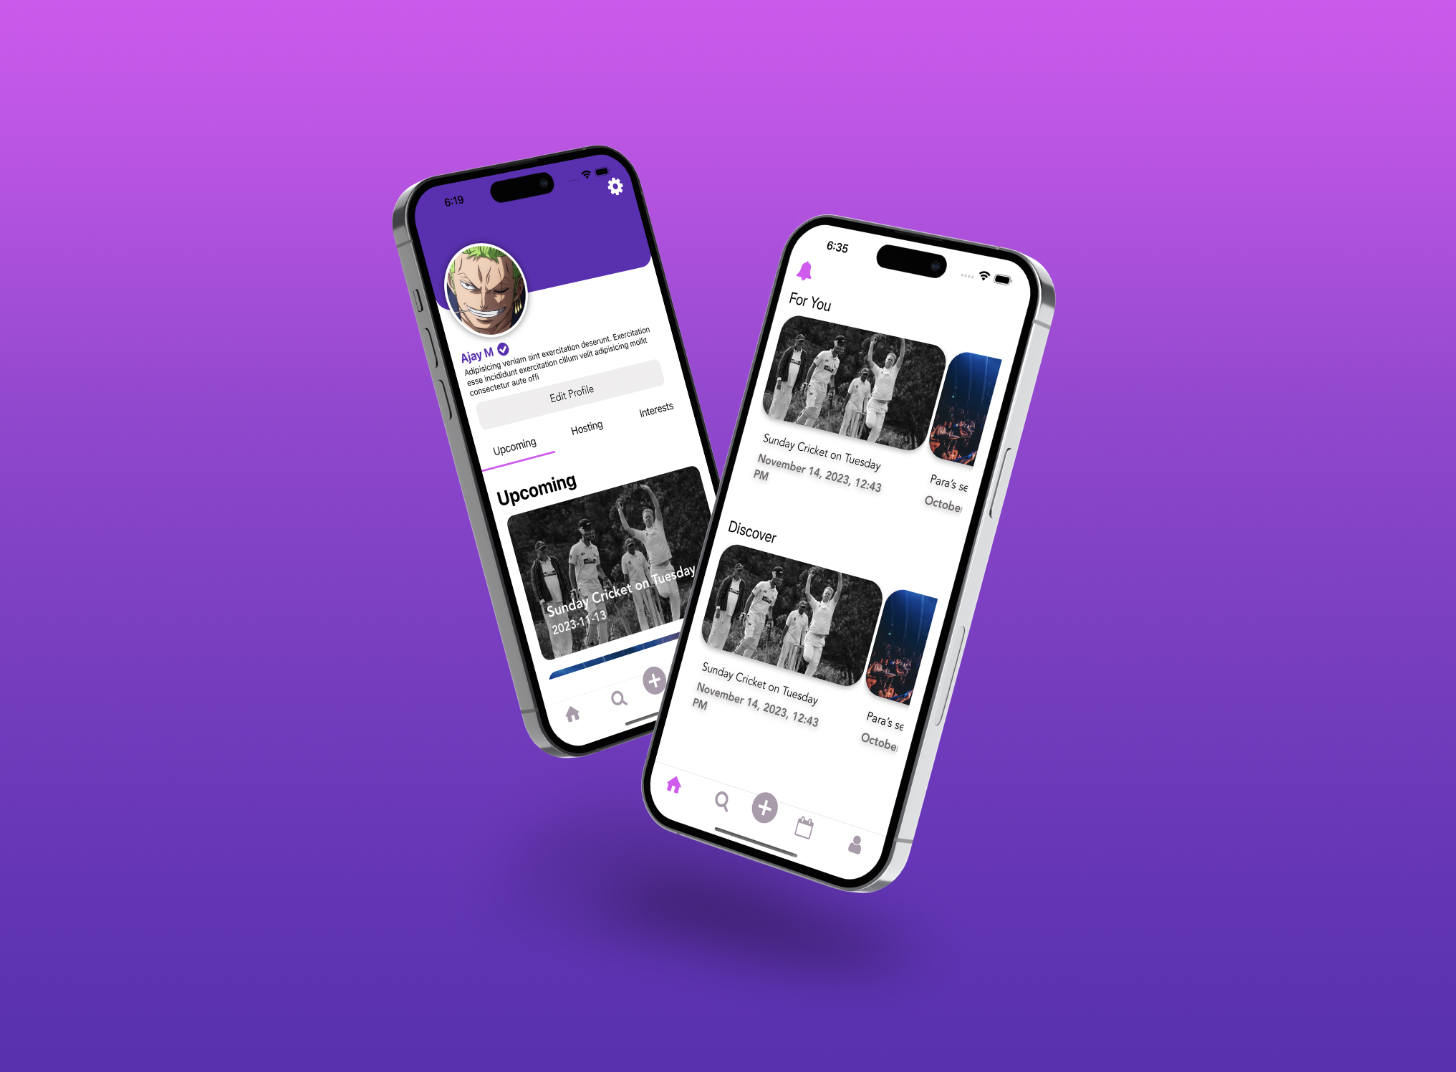 6:19
Ajay M
Adipisicing veniam sint exercitation deserunt. Exercitation
esse incididunt exercitation cillum velit adipisicing mollit
consectetur aute offi
Edit Profile
Upcoming
Hosting
Interests
Upcoming
Sunday Cricket on Tuesday
2023-11-13
6:35
For You
Sunday Cricket on Tuesday
November 14, 2023, 12:43
PM
Para's se
October
Discover
Sunday Cricket on Tuesday
November 14, 2023, 12:43
PM
Para's se
October